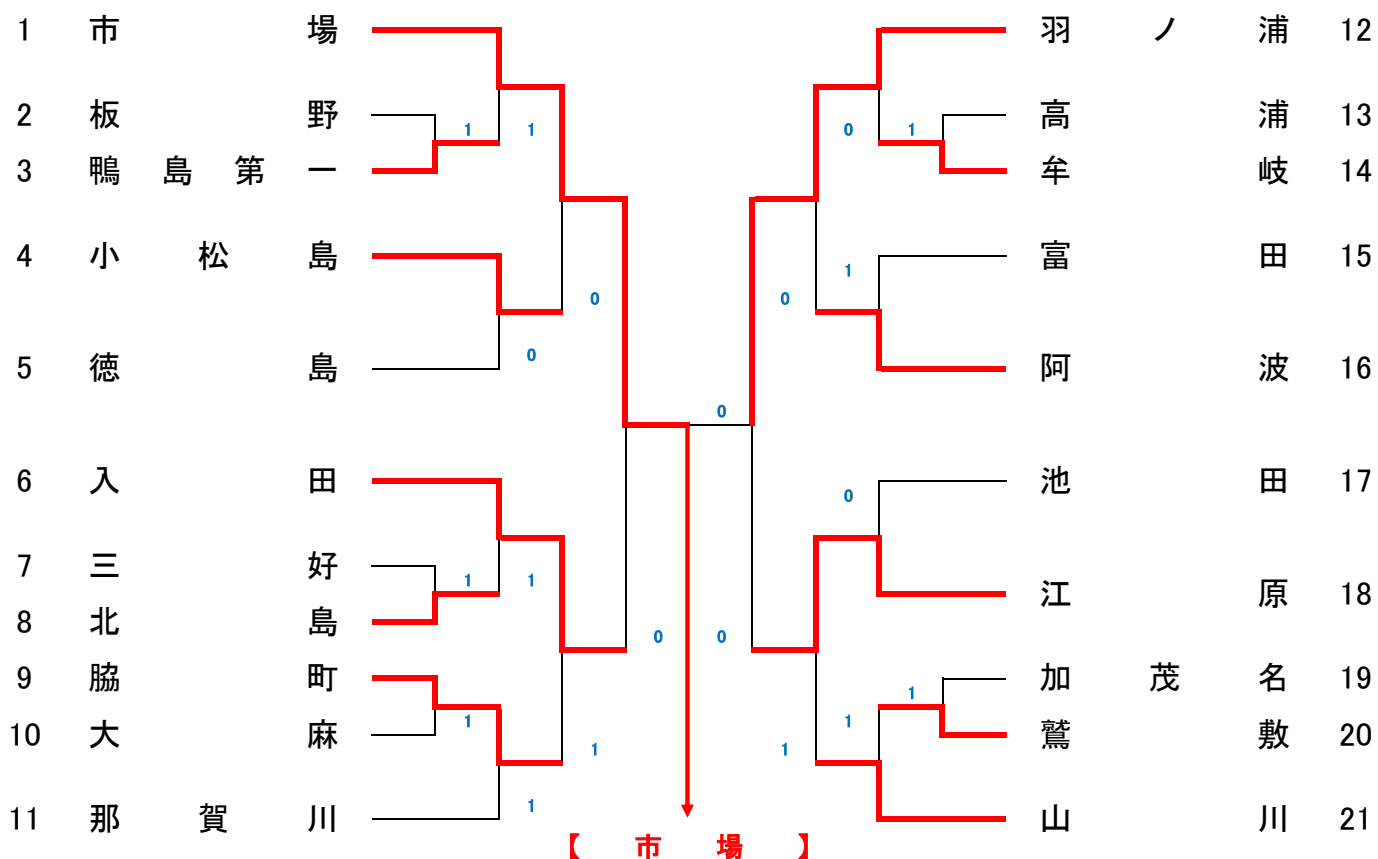 1 市場 羽ノ浦 12
2 板野 1 1 0 1 高浦 13
3 鴨島第一 牟岐 14
4 小松島 富田 15
1
0 0
0
5 徳島 阿波 16
0
6 入田 池田 17
0
7 三好 1 1
江原 18
8 北島
0 0
9 脇町 1 加茂名 19
10 大麻 1 1 鷲敷 20
1 1
11 那賀川 1 山川 21
【市場】